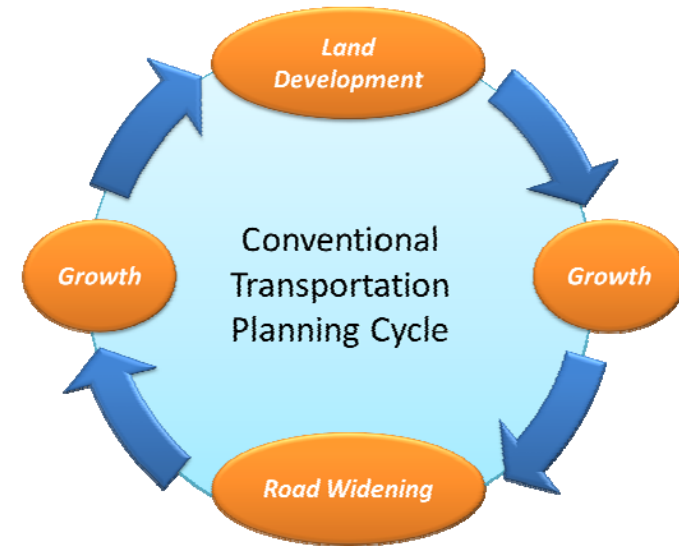 Land
Development
Growth
Conventional
Transportation
Planning Cycle
Growth
Road Widening